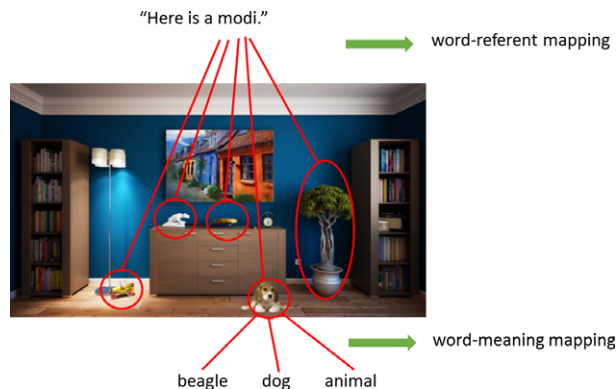 “Here is a modi.”
word-referent mapping
word-meaning mapping
beagle dog animal